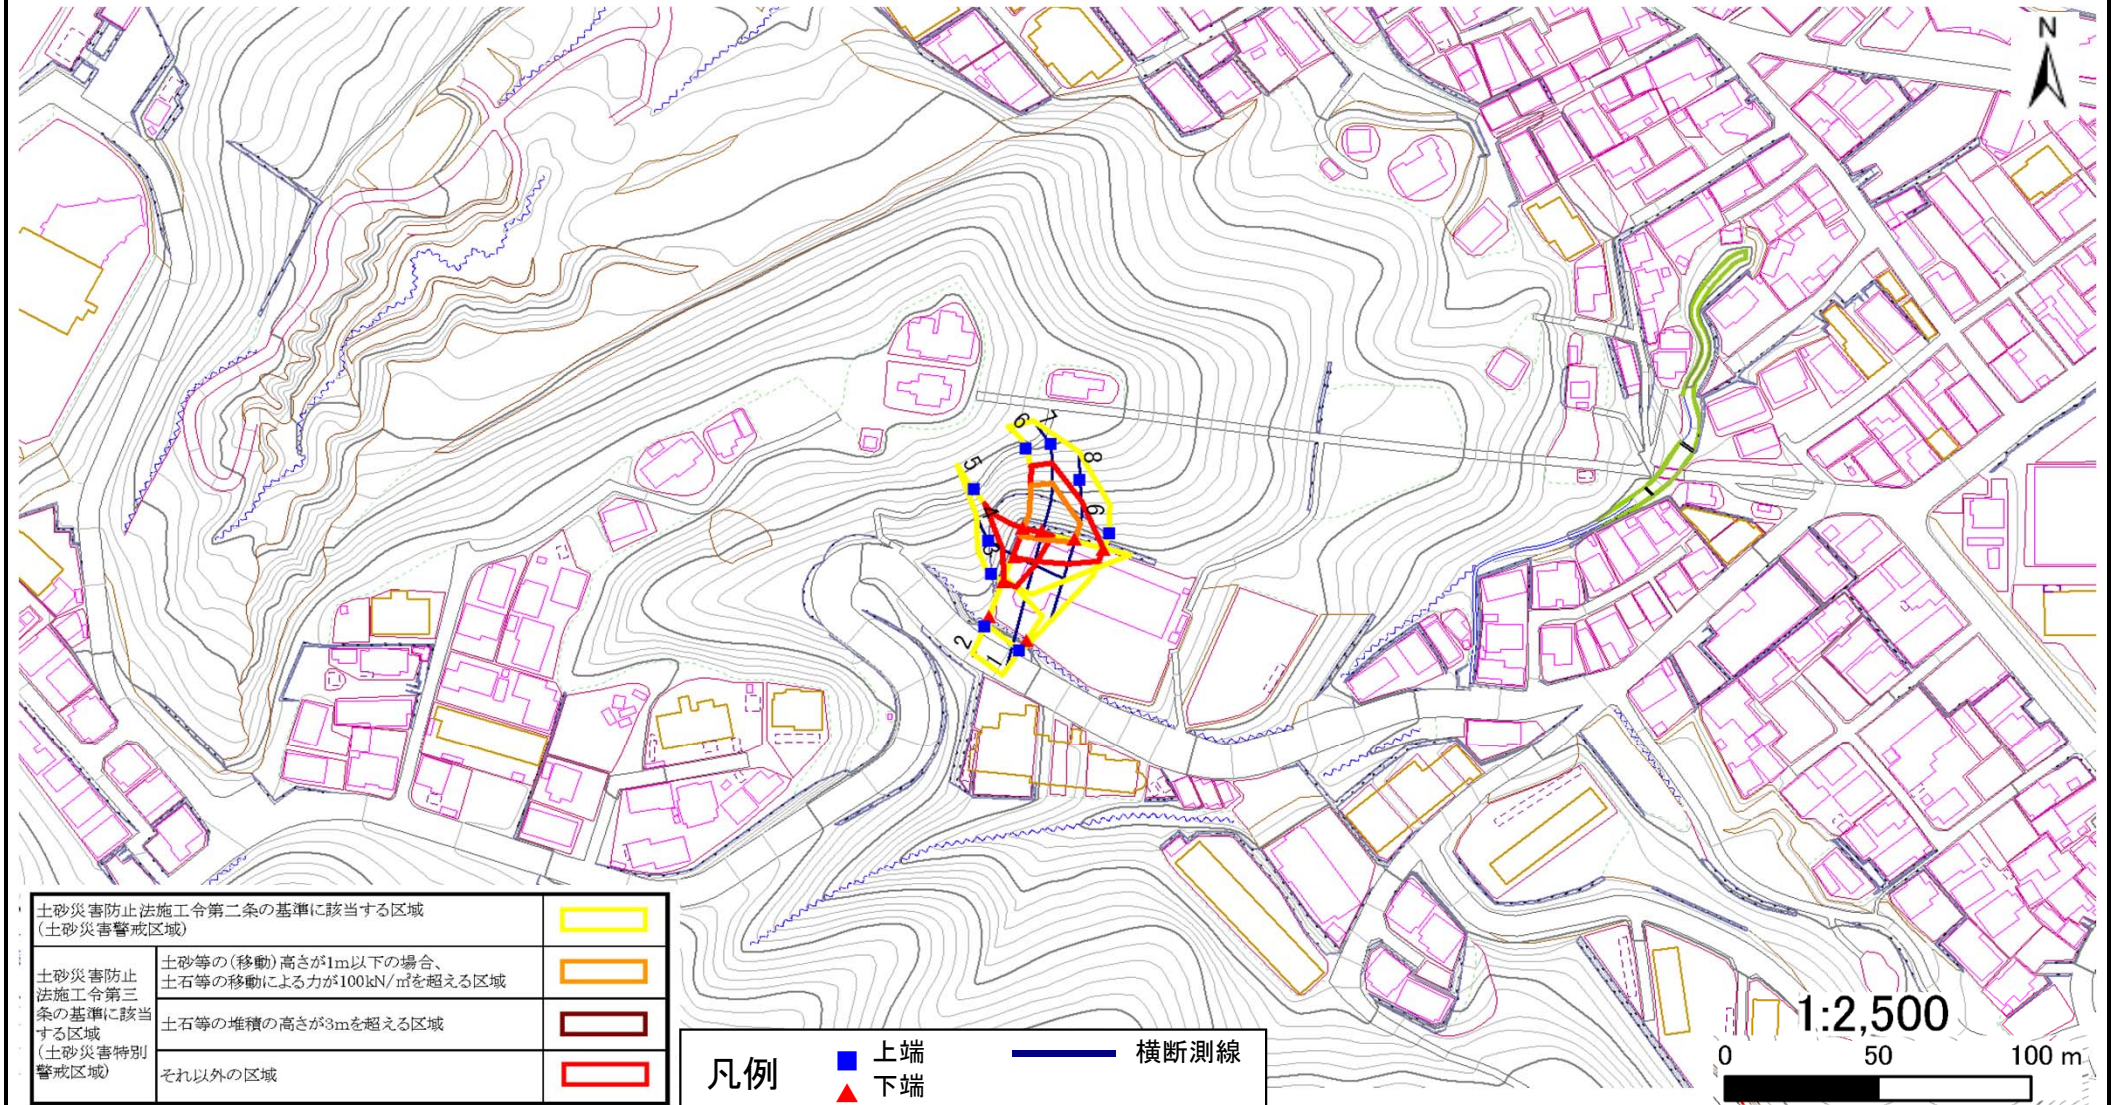 N
6
7
8
5
9
4
3
2
1
土砂災害防止法施工令第二条の基準に該当する区域
(土砂災害警戒区域)
土砂災害防止
法施工令第三
条の基準に該当
する区域
(土砂災害特別
警戒区域)
土砂等の(移動)高さが1m以下の場合、
土石等の移動による力が100kN/㎡を超える区域
土石等の堆積の高さが3mを超える区域
それ以外の区域
凡例
上端
下端
横断測線
1:2,500
0 50 100 m